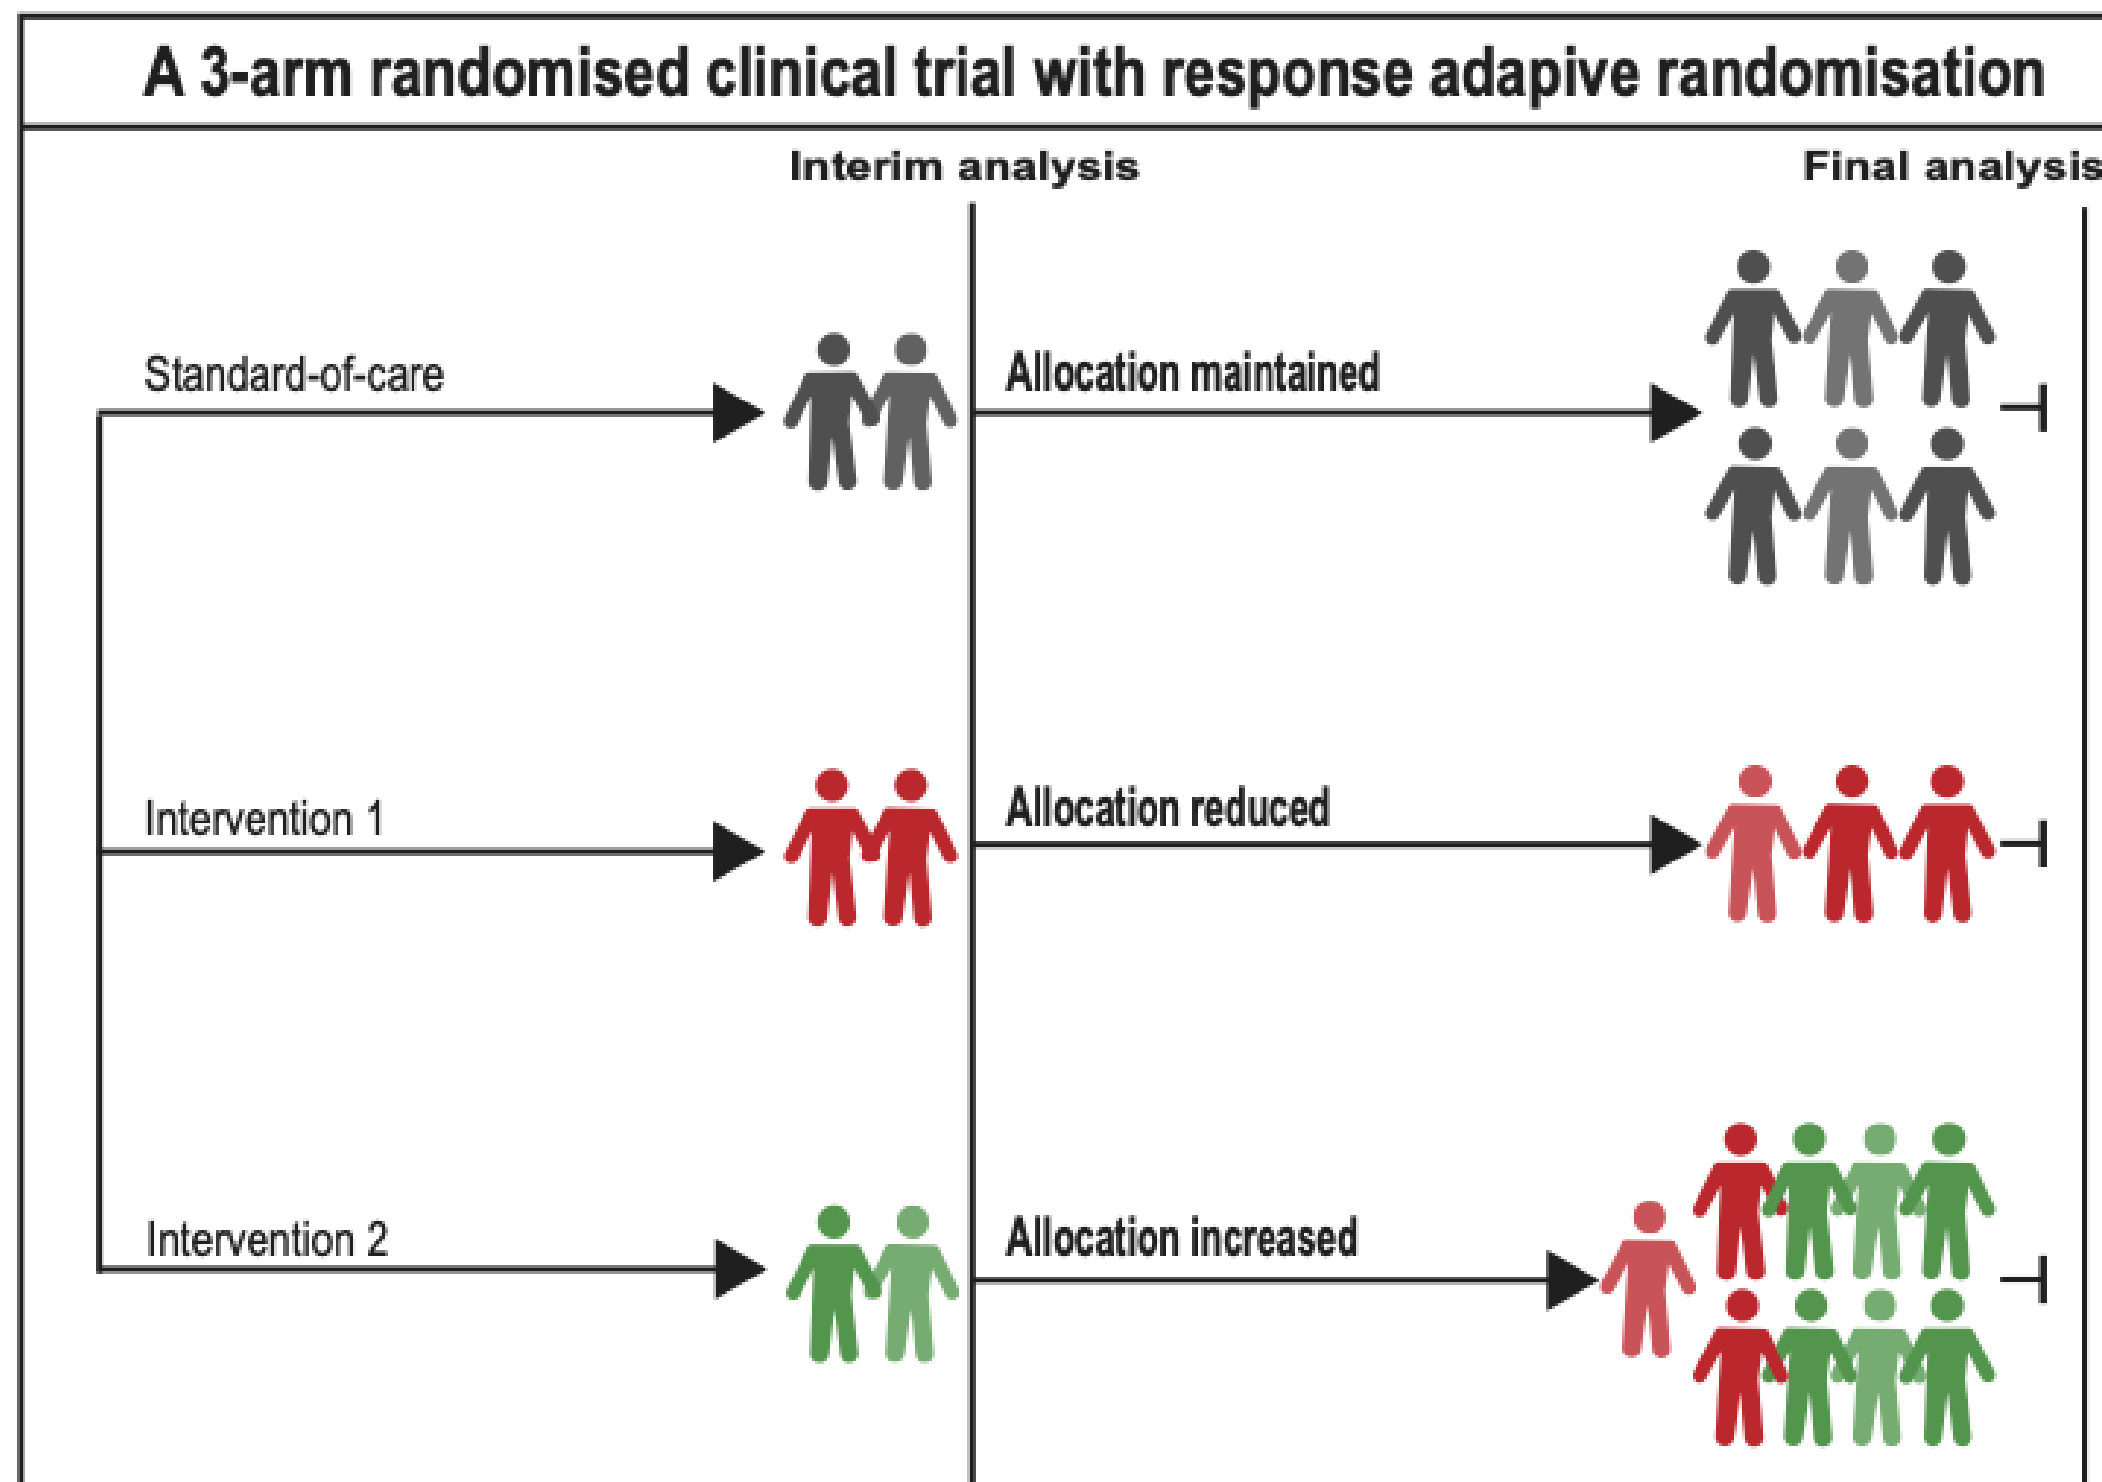 A 3-arm randomised clinical trial with response adapive randomisation
Interim analysis
Final analysis
Standard-of-care
Allocation maintained
Intervention 1
Allocation reduced
Intervention 2
Allocation increased